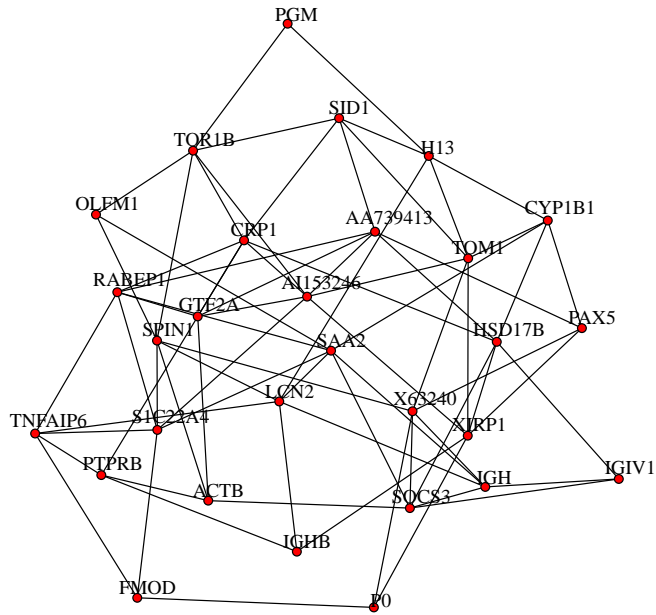 PGM
SID1
TOR1B
H13
OLFM1
CYP1B1
CRP1
AA739413
TOM1
RABEP1
AI153246
GTF2A
PAX5
SPIN1
HSD17B
SAA2
LCN2
X63240
TNFAIP6
S1C22A4
XIRP1
PTPRB
IGH
IGIV1
ACTB
SOCS3
IGHB
FMOD
P0